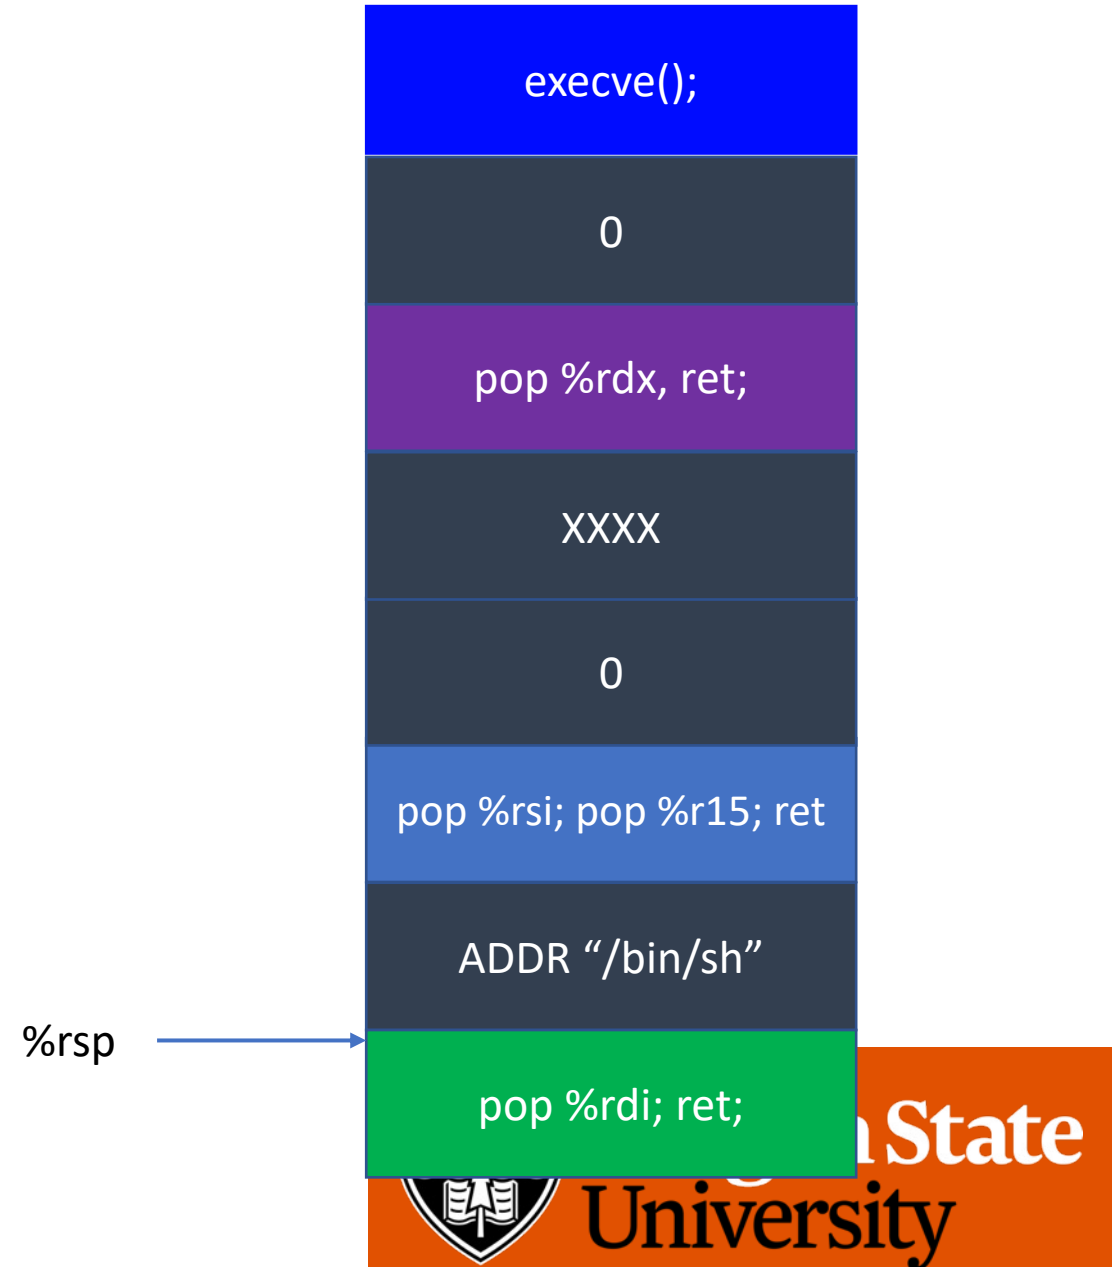 execve();
0
pop %rdx, ret;
XXXX
0
pop %rsi; pop %r15; ret
ADDR “/bin/sh”
%rsp
pop %rdi; ret;
State
University